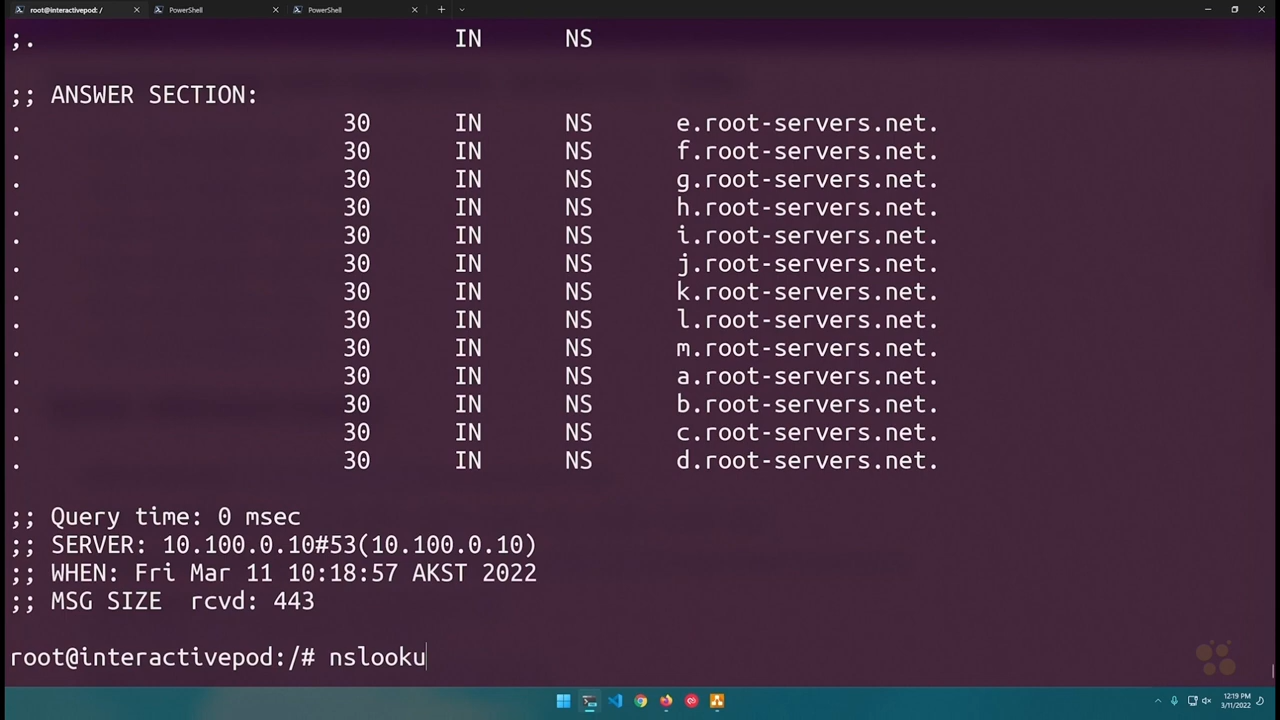 root@interactivepod: /
PowerShell
PowerShell
;. IN NS
;; ANSWER SECTION:
. 30 IN NS e.root-servers.net.
. 30 IN NS f.root-servers.net.
. 30 IN NS g.root-servers.net.
. 30 IN NS h.root-servers.net.
. 30 IN NS i.root-servers.net.
. 30 IN NS j.root-servers.net.
. 30 IN NS k.root-servers.net.
. 30 IN NS l.root-servers.net.
. 30 IN NS m.root-servers.net.
. 30 IN NS a.root-servers.net.
. 30 IN NS b.root-servers.net.
. 30 IN NS c.root-servers.net.
. 30 IN NS d.root-servers.net.
;; Query time: 0 msec
;; SERVER: 10.100.0.10#53(10.100.0.10)
;; WHEN: Fri Mar 11 10:18:57 AKST 2022
;; MSG SIZE rcvd: 443
root@interactivepod:/# nslooku
12:19 PM
3/11/2022